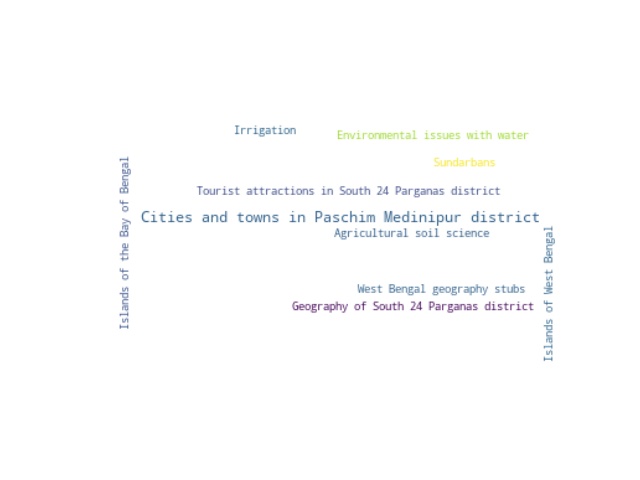 Irrigation
Environmental issues with water
Sundarbans
Islands of the Bay of Bengal
Tourist attractions in South 24 Parganas district
Cities and towns in Paschim Medinipur district
Agricultural soil science
Islands of West Bengal
West Bengal geography stubs
Geography of South 24 Parganas district